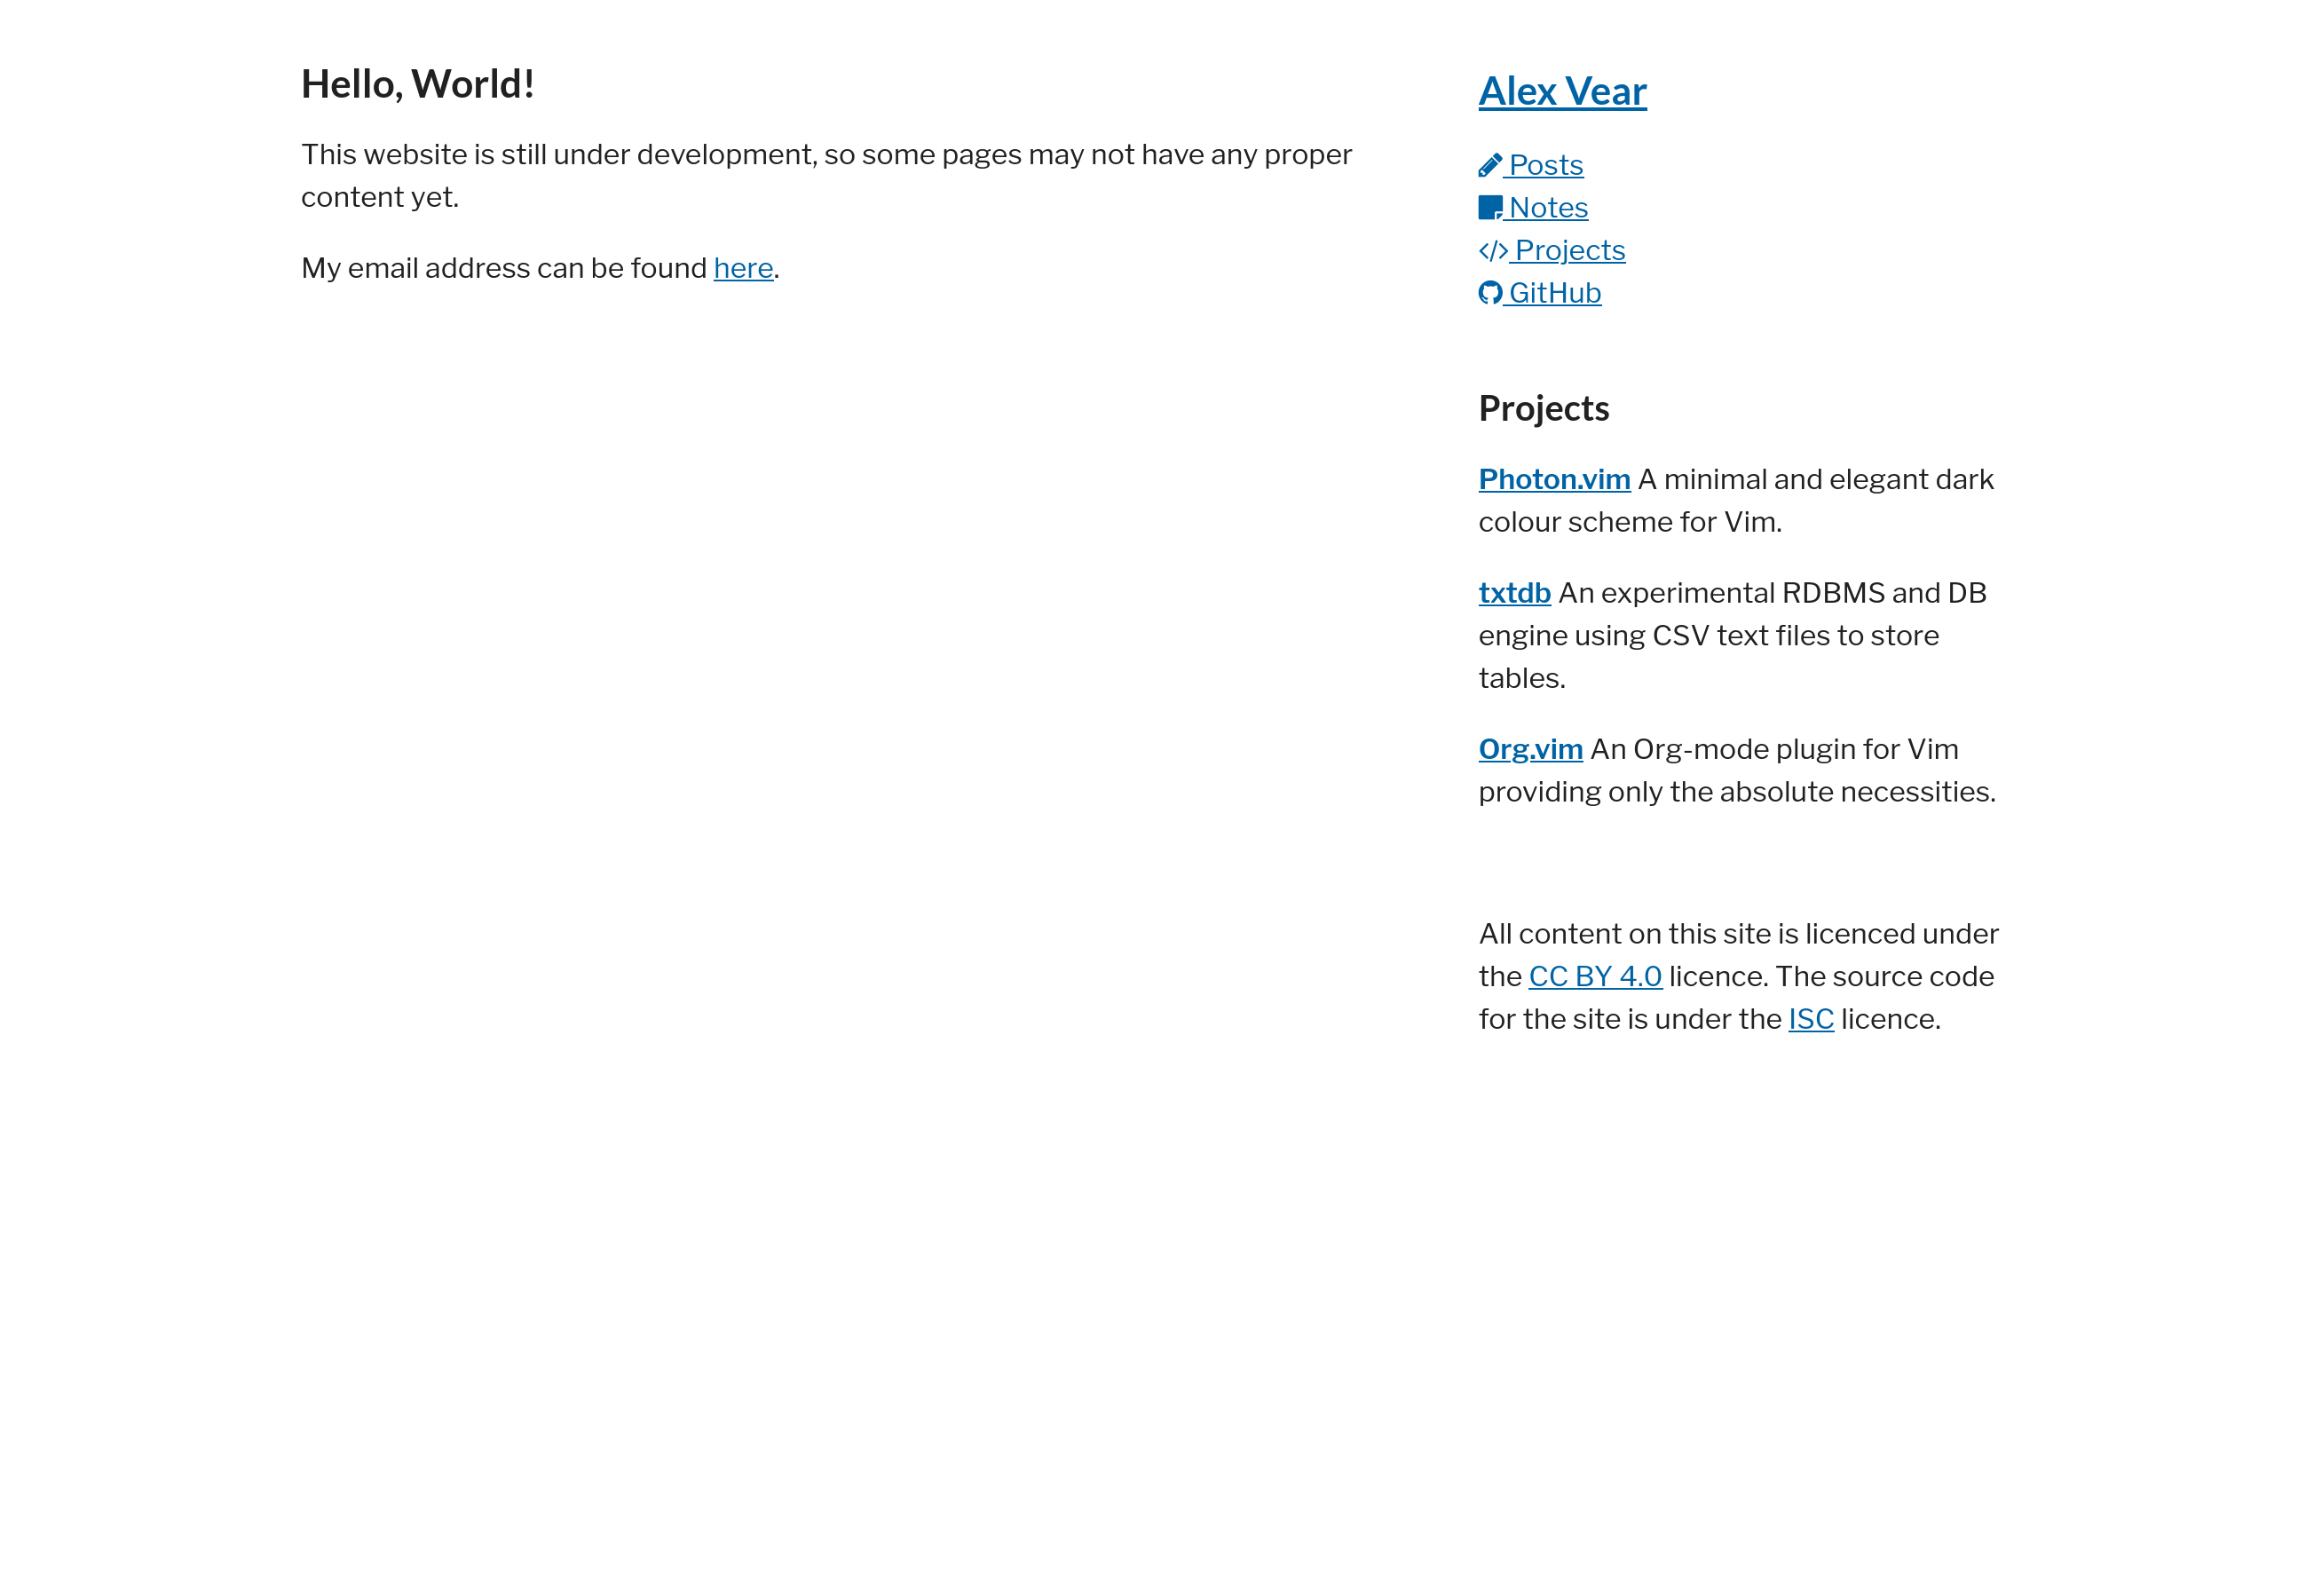 Hello, World!
This website is still under development, so some pages may not have any proper
content yet.
My email address can be found here.
Alex Vear
Posts
Notes
Projects
GitHub
Projects
Photon.vim A minimal and elegant dark
colour scheme for Vim.
txtdb An experimental RDBMS and DB
engine using CSV text files to store
tables.
Org.vim An Org-mode plugin for Vim
providing only the absolute necessities.
All content on this site is licenced under
the CC BY 4.0 licence. The source code
for the site is under the ISC licence.